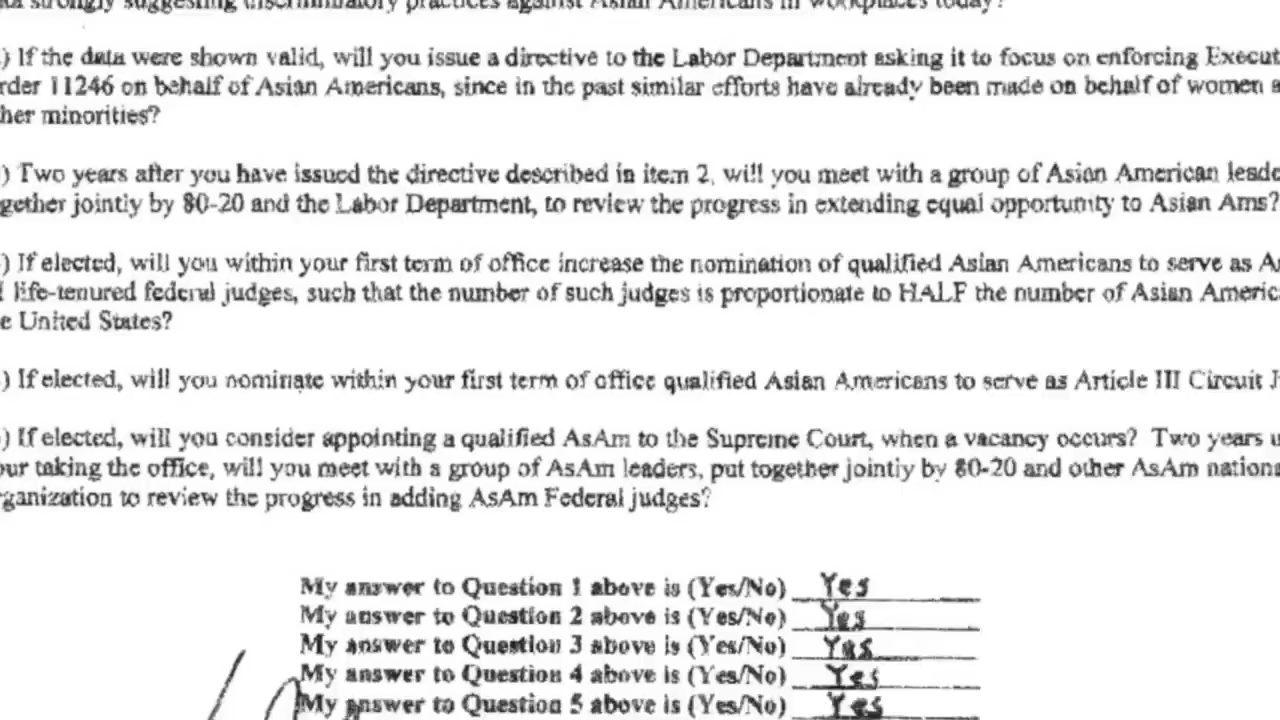 strongly suggesting discriminatory practices against Asian Americans in workplaces today?
) If the data were shown valid, will you issue a directive to the Labor Department asking it to focus on enforcing Execut
rder 11246 on behalf of Asian Americans, since in the past similar efforts have already been made on behalf of women a
her minorities?
) Two years after you have issued the directive described in item 2, will you meet with a group of Asian American leade
gether jointly by 80-20 and the Labor Department, to review the progress in extending equal opportunity to Asian Ams?
) If elected, will you within your first term of office increase the nomination of qualified Asian Americans to serve as A
life-tenured federal judges, such that the number of such judges is proportionate to HALF the number of Asian America
e United States?
) If elected, will you nominate within your first term of office qualified Asian Americans to serve as Article III Circuit J
) If elected, will you consider appointing a qualified AsAm to the Supreme Court, when a vacancy occurs? Two years u
our taking the office, will you meet with a group of AsAm leaders, put together jointly by 80-20 and other AsAm nationa
rganization to review the progress in adding AsAm Federal judges?
My answer to Question 1 above is (Yes/No) Yes
My answer to Question 2 above is (Yes/No) Yes
My answer to Question 3 above is (Yes/No) Yes
My answer to Question 4 above is (Yes/No) Yes
My answer to Question 5 above is (Yes/No) Yes